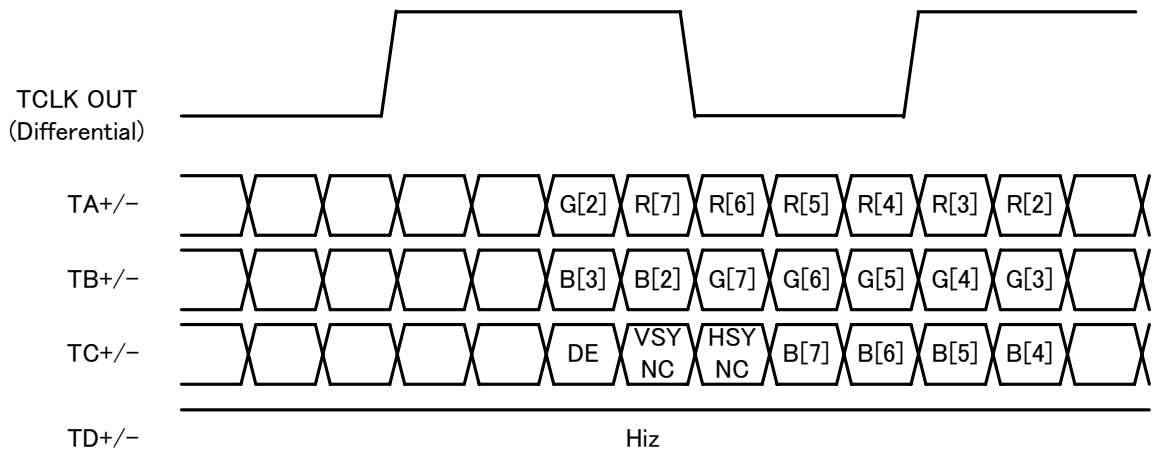 TCLK OUT
(Differential)
TA+/- G[2] R[7] R[6] R[5] R[4] R[3] R[2]
TB+/- B[3] B[2] G[7] G[6] G[5] G[4] G[3]
TC+/- DE VSY HSY B[7] B[6] B[5] B[4]
NC NC
TD+/- Hiz